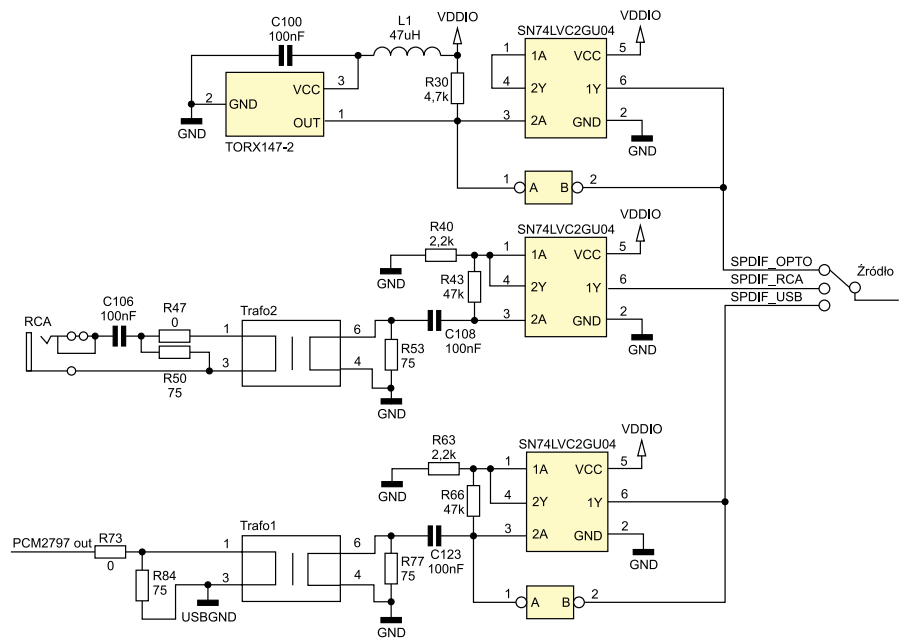 C100
100nF
L1
47uH
VDDIO
SN74LVC2GU04
VDDIO
R30
4,7k
3
VCC
2
GND
OUT
1
GND
TORX147-2
1
1A
VCC
5
4
2Y
1Y
6
3
2A
GND
2
GND
1
A
B
2
R40
2,2k
SN74LVC2GU04
VDDIO
GND
1
1A
VCC
5
R43
47k
4
2Y
1Y
6
3
2A
GND
2
GND
SPDIF_OPTO
SPDIF_RCA
SPDIF_USB
Źródło
RCA
C106
100nF
R47
0
R50
75
Trafo2
1
3
6
4
R53
75
C108
100nF
GND
R63
2,2k
SN74LVC2GU04
VDDIO
GND
1
1A
VCC
5
R66
47k
4
2Y
1Y
6
3
2A
GND
2
GND
PCM2797 out
R73
0
R84
75
USBGND
Trafo1
1
3
6
4
R77
75
C123
100nF
GND
1
A
B
2